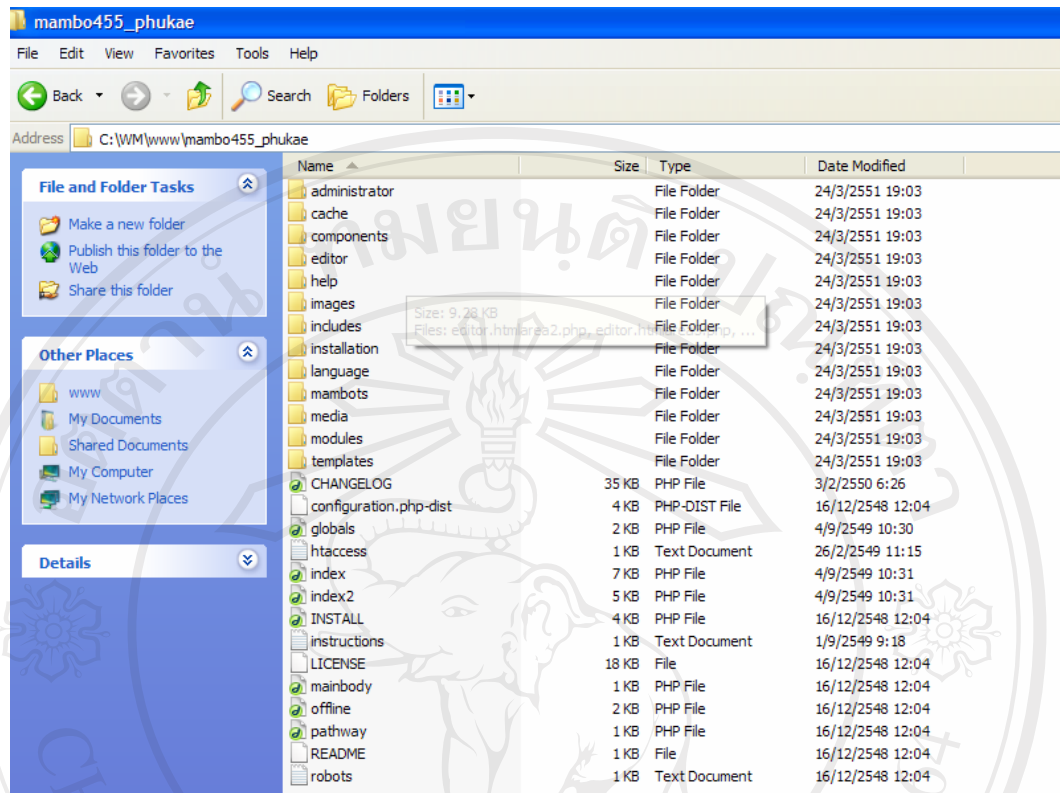 mambo455_phukae
File Edit View Favorites Tools Help
Back Search Folders
Address C:\WM\www\mambo455_phukae
File and Folder Tasks
Make a new folder
Publish this folder to the
Web
Share this folder
Other Places
www
My Documents
Shared Documents
My Computer
My Network Places
Details
Name Size Type Date Modified
administrator File Folder 24/3/2551 19:03
cache File Folder 24/3/2551 19:03
components File Folder 24/3/2551 19:03
editor File Folder 24/3/2551 19:03
help File Folder 24/3/2551 19:03
images File Folder 24/3/2551 19:03
includes File Folder 24/3/2551 19:03
installation File Folder 24/3/2551 19:03
language File Folder 24/3/2551 19:03
mambots File Folder 24/3/2551 19:03
media File Folder 24/3/2551 19:03
modules File Folder 24/3/2551 19:03
templates File Folder 24/3/2551 19:03
CHANGELOG 35 KB PHP File 3/2/2550 6:26
configuration.php-dist 4 KB PHP-DIST File 16/12/2548 12:04
globals 2 KB PHP File 4/9/2549 10:30
htaccess 1 KB Text Document 26/2/2549 11:15
index 7 KB PHP File 4/9/2549 10:31
index2 5 KB PHP File 4/9/2549 10:31
INSTALL 4 KB PHP File 16/12/2548 12:04
instructions 1 KB Text Document 1/9/2549 9:18
LICENSE 18 KB File 16/12/2548 12:04
mainbody 1 KB PHP File 16/12/2548 12:04
offline 2 KB PHP File 16/12/2548 12:04
pathway 1 KB PHP File 16/12/2548 12:04
README 1 KB File 16/12/2548 12:04
robots 1 KB Text Document 16/12/2548 12:04
Size: 9.28 KB
Files: editor.htmlarea2.php,